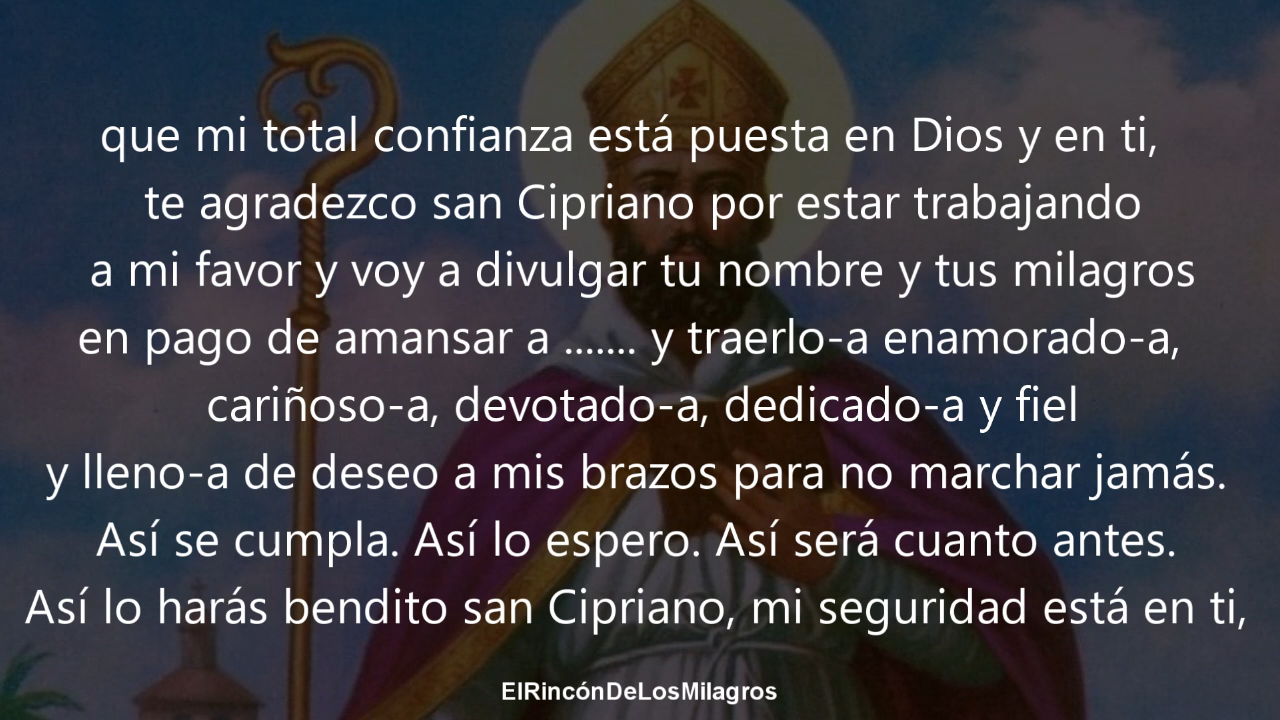 que mi total confianza está puesta en Dios y en ti,
te agradezco san Cipriano por estar trabajando
a mi favor y voy a divulgar tu nombre y tus milagros
en pago de amansar a ....... y traerlo-a enamorado-a,
cariñoso-a, devotado-a, dedicado-a y fiel
y lleno-a de deseo a mis brazos para no marchar jamás.
Así se cumpla. Así lo espero. Así será cuanto antes.
Así lo harás bendito san Cipriano, mi seguridad está en ti,
ElRincónDeLosMilagros